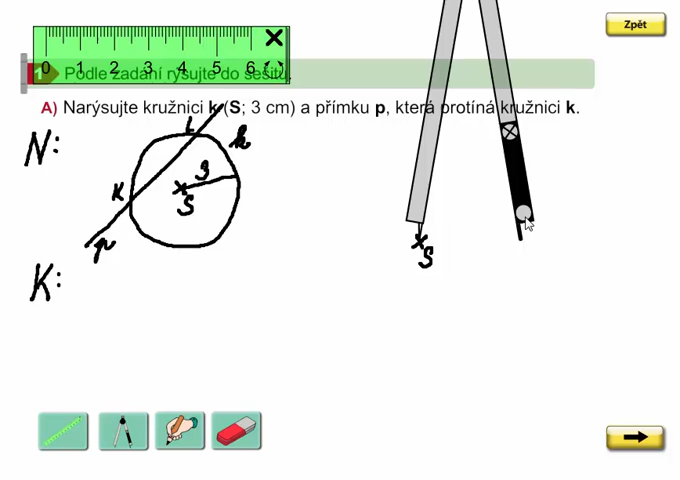 Zpět
0 1 2 3 4 5 6
1 Podle zadání rýsujte do sešitu.
A) Narýsujte kružnici k (S; 3 cm) a přímku p, která protíná kružnici k.
N:
L
k
3
K
S
p
S
K: